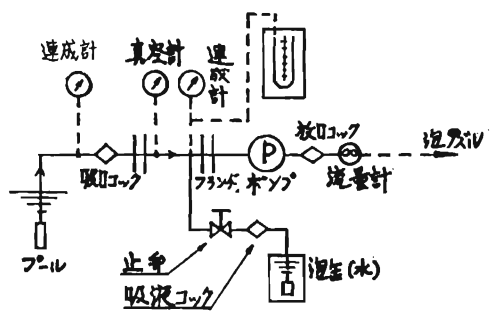 連成計
真空計
連成計
放口コック
泡ノズル
P
吸口コック
フランヂ
ポンプ
流量計
プール
止弁
吸液コック
泡缶(水)